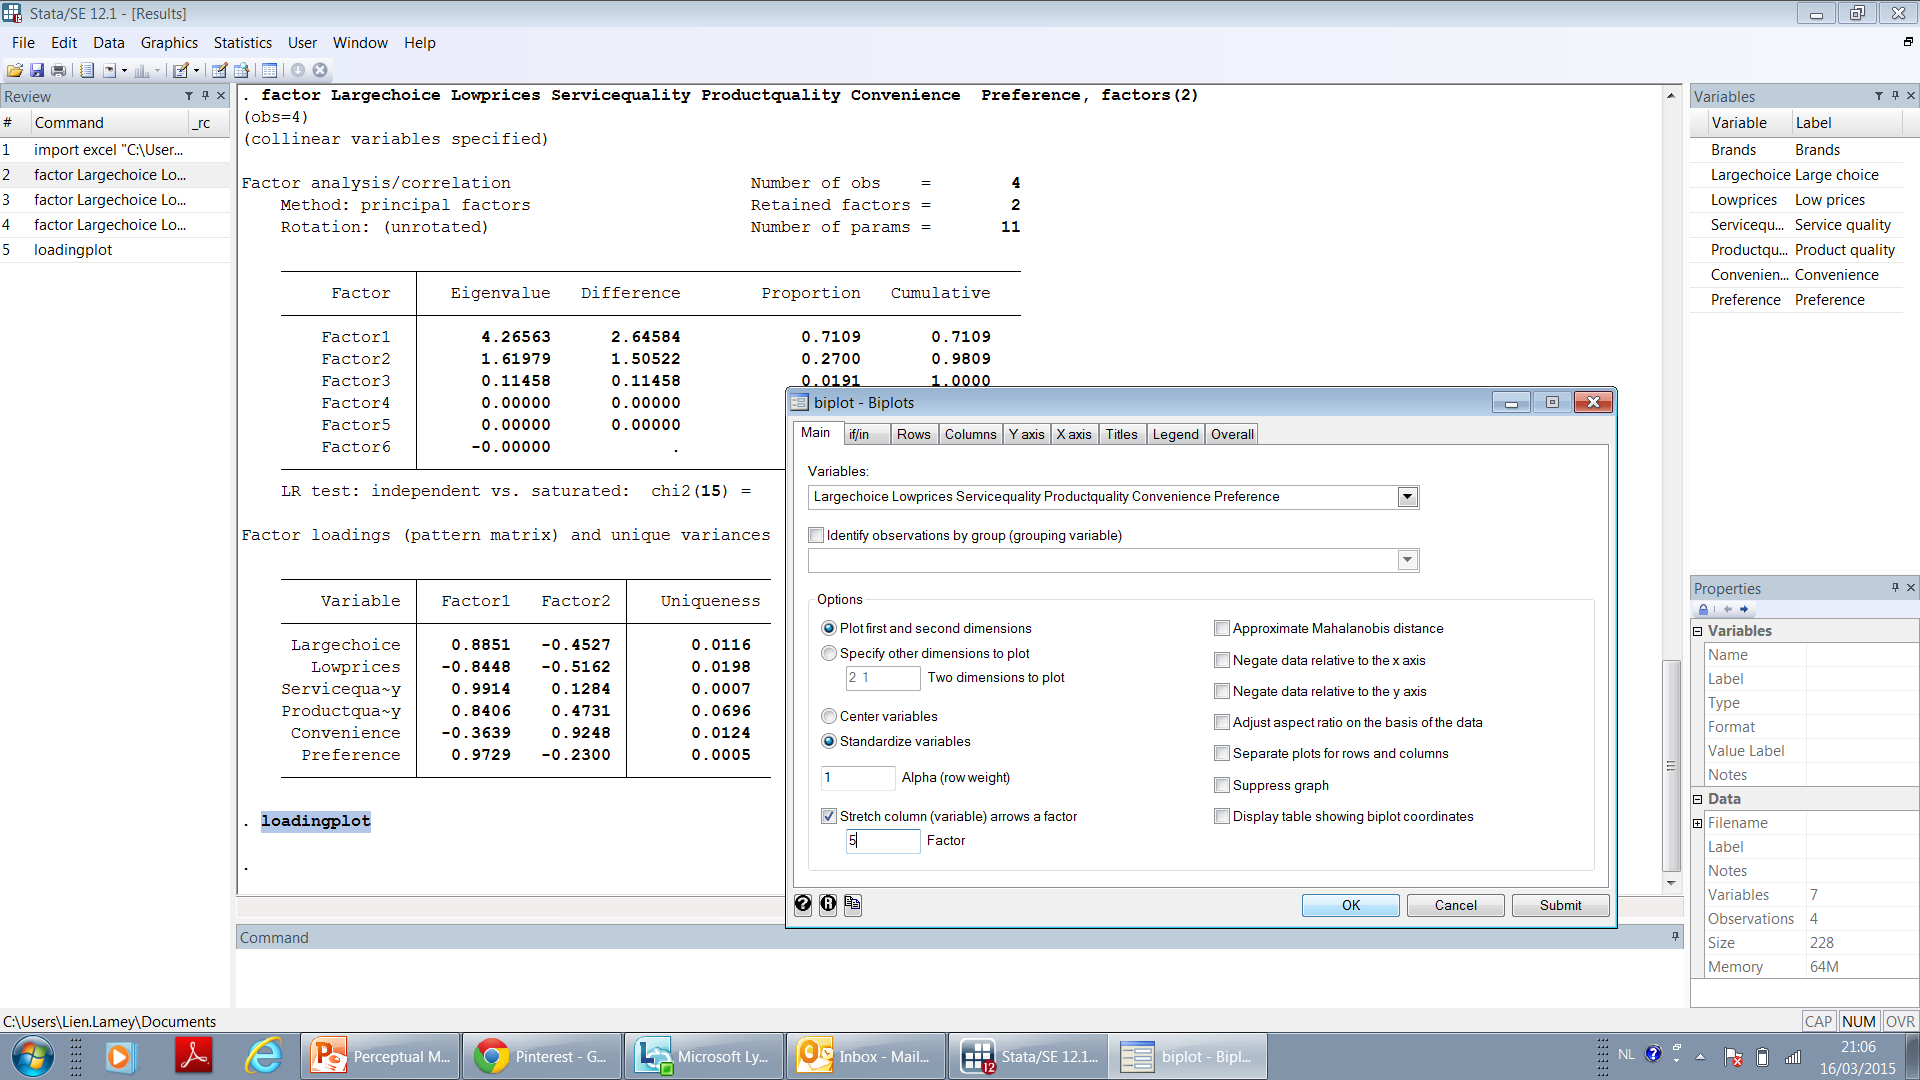 Stata/SE 12.1 - [Results]
File Edit Data Graphics Statistics User Window Help
Review
# Command _rc
1 import excel "C:\User...
2 factor Largechoice Lo...
3 factor Largechoice Lo...
4 factor Largechoice Lo...
5 loadingplot
. factor Largechoice Lowprices Servicequality Productquality Convenience  Preference, factors(2)
(obs=4)
(collinear variables specified)
Factor analysis/correlation Number of obs = 4
Method: principal factors Retained factors = 2
Rotation: (unrotated) Number of params = 11
Factor Eigenvalue Difference Proportion Cumulative
Factor1 4.26563 2.64584 0.7109 0.7109
Factor2 1.61979 1.50522 0.2700 0.9809
Factor3 0.11458 0.11458 0.0191 1.0000
Factor4 0.00000 0.00000
Factor5 0.00000 0.00000
Factor6 -0.00000 .
LR test: independent vs. saturated: chi2(15) =
Factor loadings (pattern matrix) and unique variances
Variable Factor1 Factor2 Uniqueness
Largechoice 0.8851 -0.4527 0.0116
Lowprices -0.8448 -0.5162 0.0198
Servicequa~y 0.9914 0.1284 0.0007
Productqua~y 0.8406 0.4731 0.0696
Convenience -0.3639 0.9248 0.0124
Preference 0.9729 -0.2300 0.0005
. loadingplot
.
Command
biplot - Biplots
Main if/in Rows Columns Y axis X axis Titles Legend Overall
Variables:
Largechoice Lowprices Servicequality Productquality Convenience Preference
Identify observations by group (grouping variable)
Options
Plot first and second dimensions
Specify other dimensions to plot
2 1 Two dimensions to plot
Center variables
Standardize variables
1 Alpha (row weight)
Stretch column (variable) arrows a factor
5 Factor
Approximate Mahalanobis distance
Negate data relative to the x axis
Negate data relative to the y axis
Adjust aspect ratio on the basis of the data
Separate plots for rows and columns
Suppress graph
Display table showing biplot coordinates
? R
OK Cancel Submit
Variables
Variable Label
Brands Brands
Largechoice Large choice
Lowprices Low prices
Servicequ... Service quality
Productqu... Product quality
Convenien... Convenience
Preference Preference
Properties
Variables
Name
Label
Type
Format
Value Label
Notes
Data
Filename
Label
Notes
Variables 7
Observations 4
Size 228
Memory 64M
C:\Users\Lien.Lamey\Documents
CAP NUM OVR
Perceptual M... Pinterest - G... Microsoft Ly... Inbox - Mail... Stata/SE 12.1... biplot - Bipl...
12
NL ? 21:06
16/03/2015